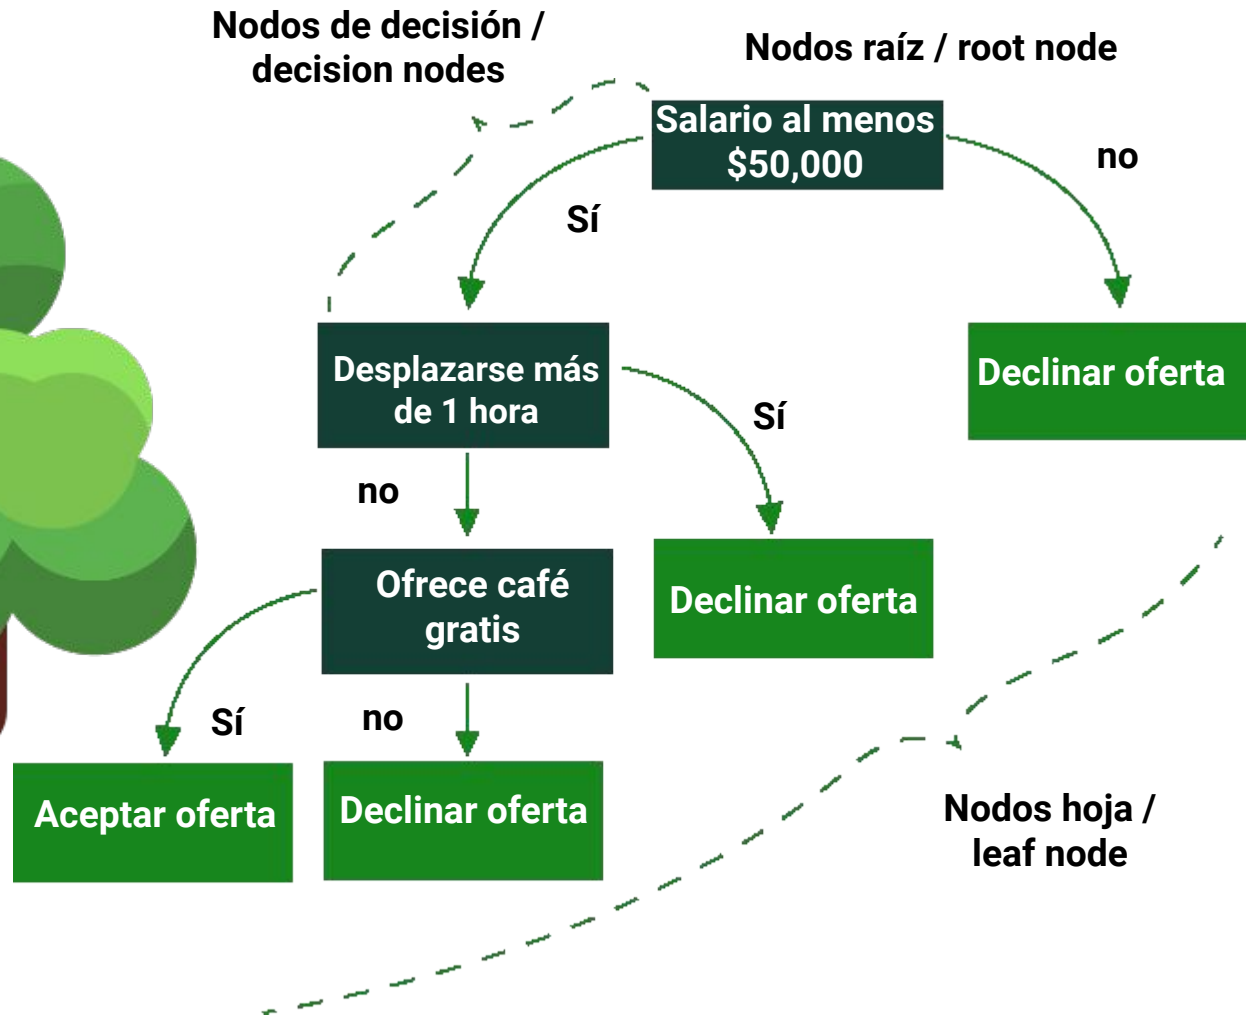 Nodos de decisión /
decision nodes
Nodos raíz / root node
Salario al menos
$50,000
no
Sí
Desplazarse más
de 1 hora
Declinar oferta
Sí
no
Ofrece café
gratis
Declinar oferta
Sí
no
Aceptar oferta
Declinar oferta
Nodos hoja /
leaf node